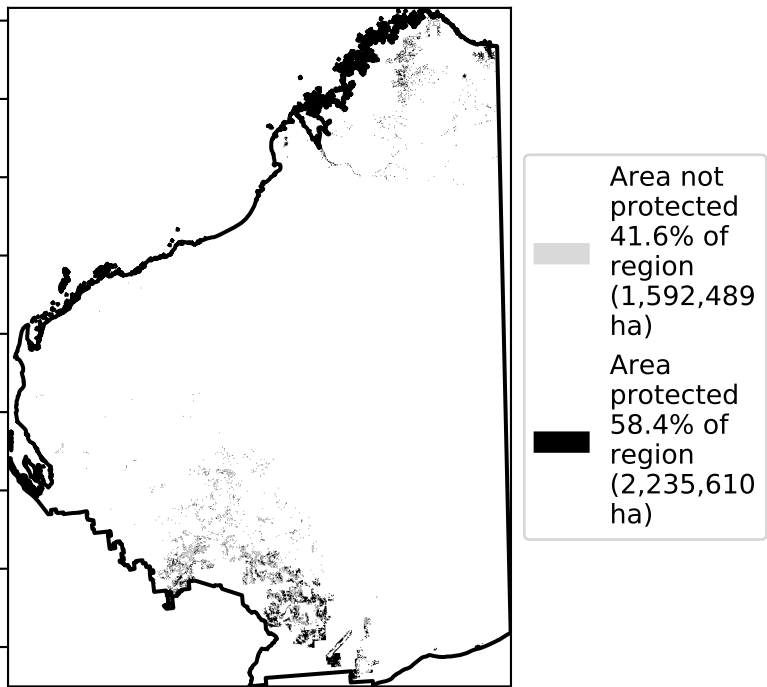 Area not
protected
41.6% of
region
(1,592,489
ha)
Area
protected
58.4% of
region
(2,235,610
ha)